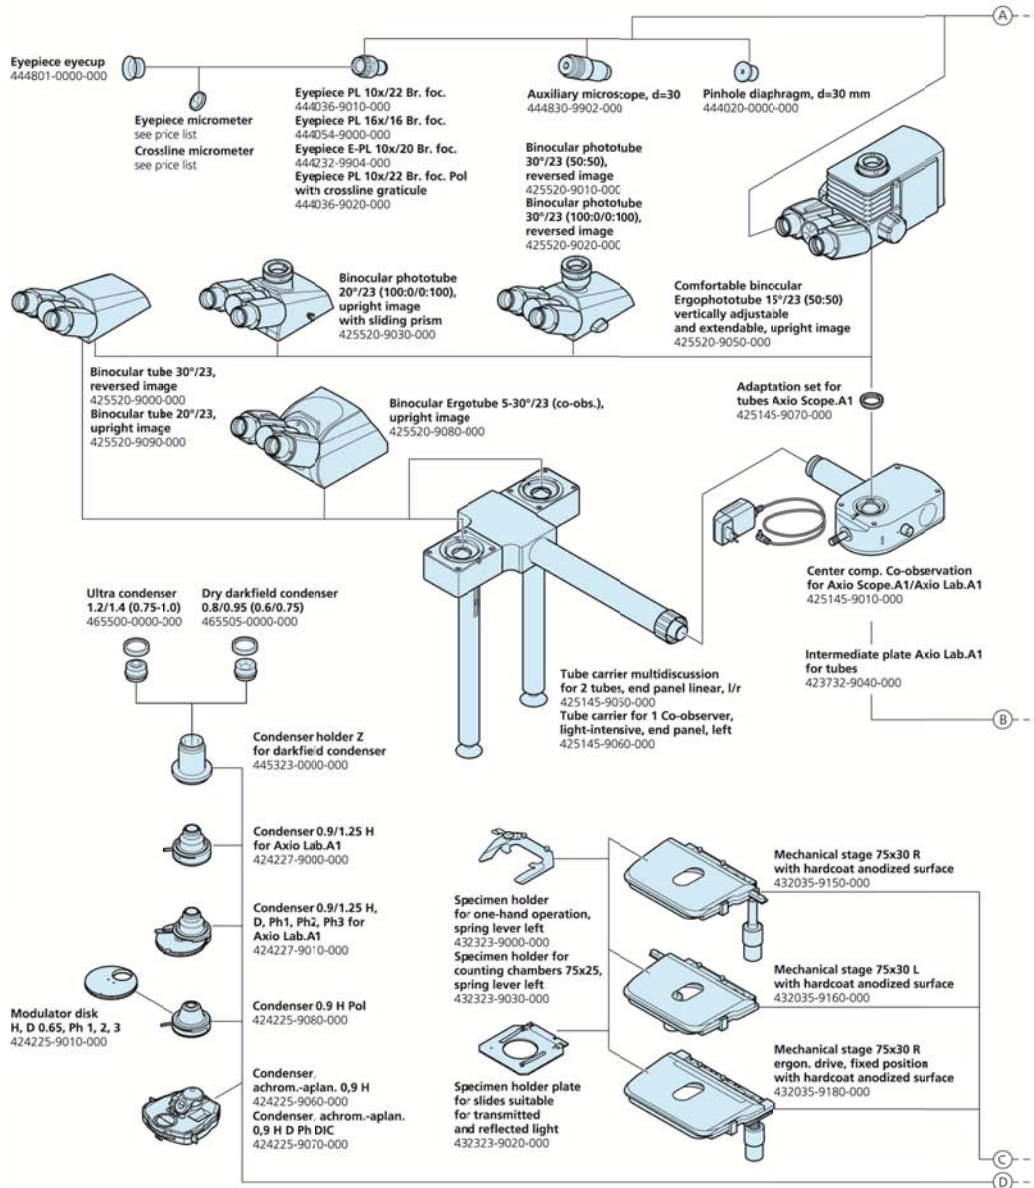 A
Eyepiece eyecup
444801-0000-000
Eyepiece micrometer
see price list
Crossline micrometer
see price list
Eyepiece PL 10x/22 Br. foc.
444036-9010-000
Eyepiece PL 16x/16 Br. foc.
444054-9000-000
Eyepiece E-PL 10x/20 Br. foc.
444232-9904-000
Eyepiece PL 10x/22 Br. foc. Pol
with crossline graticule
444036-9020-000
Auxiliary microscope, d=30
444830-9902-000
Pinhole diaphragm, d=30 mm
444020-0000-000
Binocular phototube
30°/23 (50:50),
reversed image
425520-9010-000
Binocular phototube
30°/23 (100:0/0:100),
reversed image
425520-9020-000
Binocular phototube
20°/23 (100:0/0:100),
upright image
with sliding prism
425520-9030-000
Comfortable binocular
Ergophototube 15°/23 (50:50)
vertically adjustable
and extendable, upright image
425520-9050-000
Binocular tube 30°/23,
reversed image
425520-9000-000
Binocular tube 20°/23,
upright image
425520-9090-000
Binocular Ergotube 5-30°/23 (co-obs.),
upright image
425520-9080-000
Adaptation set for
tubes Axio Scope.A1
425145-9070-000
Center comp. Co-observation
for Axio Scope.A1/Axio Lab.A1
425145-9010-000
Ultra condenser
1.2/1.4 (0.75-1.0)
465500-0000-000
Dry darkfield condenser
0.8/0.95 (0.6/0.75)
465505-0000-000
Intermediate plate Axio Lab.A1
for tubes
423732-9040-000
Tube carrier multidiscussion
for 2 tubes, end panel linear, l/r
425145-9050-000
Tube carrier for 1 Co-observer,
light-intensive, end panel, left
425145-9060-000
B
Condenser holder Z
for darkfield condenser
445323-0000-000
Condenser 0.9/1.25 H
for Axio Lab.A1
424227-9000-000
Condenser 0.9/1.25 H,
D, Ph1, Ph2, Ph3 for
Axio Lab.A1
424227-9010-000
Modulator disk
H, D 0.65, Ph 1, 2, 3
424225-9010-000
Condenser 0.9 H Pol
424225-9080-000
Condenser,
achrom.-aplan. 0,9 H
424225-9060-000
Condenser, achrom.-aplan.
0,9 H D Ph DIC
424225-9070-000
Specimen holder
for one-hand operation,
spring lever left
432323-9000-000
Specimen holder for
counting chambers 75x25,
spring lever left
432323-9030-000
Specimen holder plate
for slides suitable
for transmitted
and reflected light
432323-9020-000
Mechanical stage 75x30 R
with hardcoat anodized surface
432035-9150-000
Mechanical stage 75x30 L
with hardcoat anodized surface
432035-9160-000
Mechanical stage 75x30 R
ergon. drive, fixed position
with hardcoat anodized surface
432035-9180-000
C
D